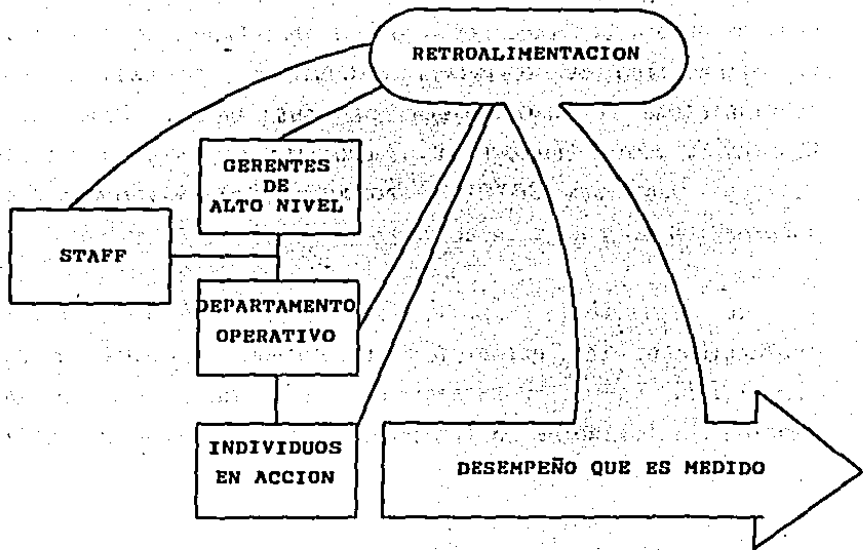 RETROALIMENTACION
GERENTES
DE
ALTO NIVEL
STAFF
DEPARTAMENTO
OPERATIVO
INDIVIDUOS
EN ACCION
DESEMPEÑO QUE ES MEDIDO